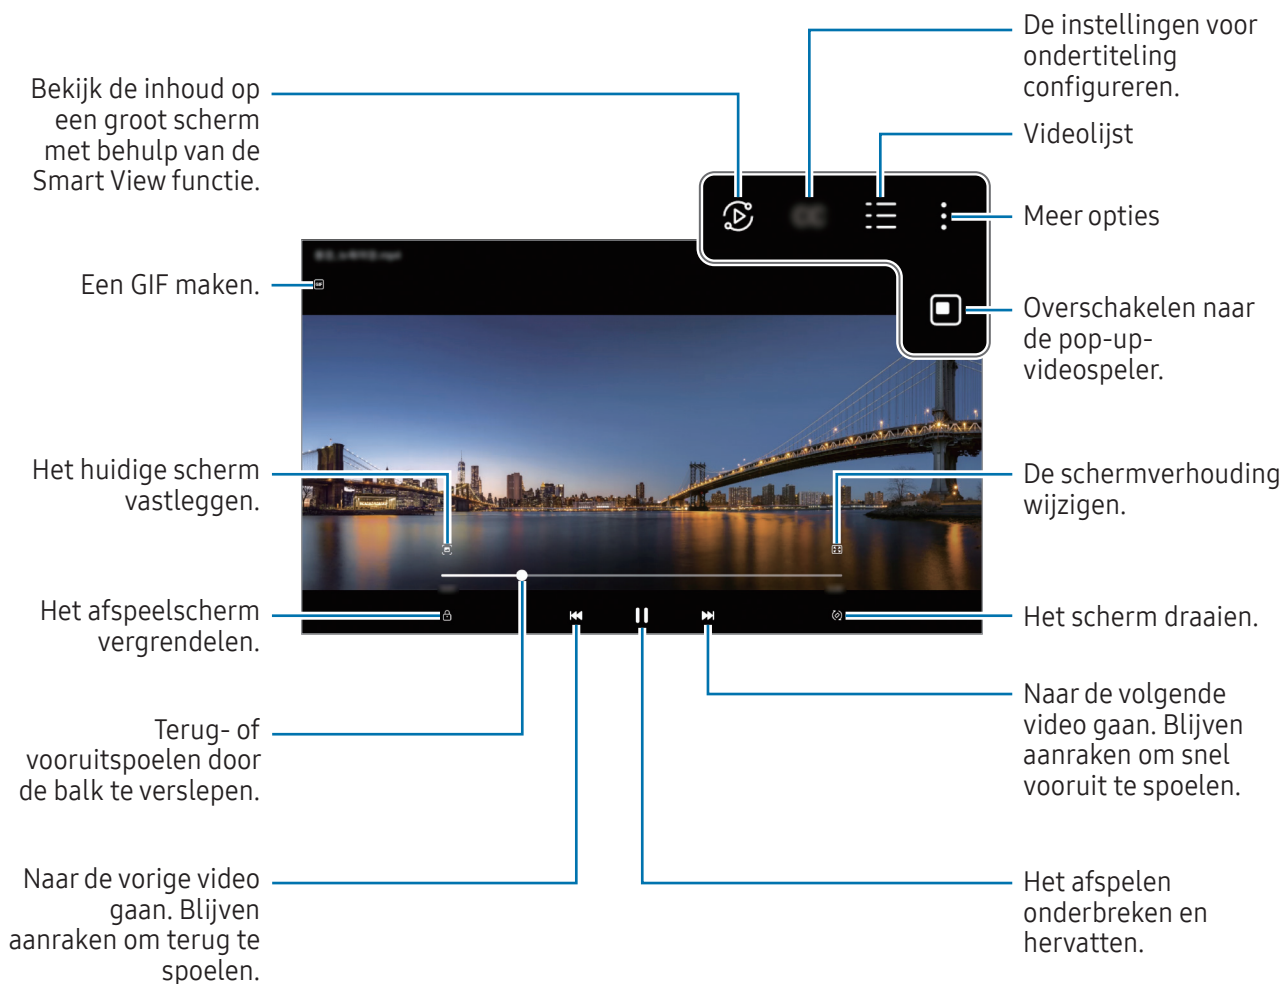 De instellingen voor
ondertiteling
configureren.
Bekijk de inhoud op
een groot scherm
met behulp van de
Smart View functie.
Videolijst
CC
Meer opties
Een GIF maken.
GIF
Overschakelen naar
de pop-up-
videospeler.
Het huidige scherm
vastleggen.
De schermverhouding
wijzigen.
Het afspeelscherm
vergrendelen.
Het scherm draaien.
Terug- of
vooruitspoelen door
de balk te verslepen.
Naar de volgende
video gaan. Blijven
aanraken om snel
vooruit te spoelen.
Naar de vorige video
gaan. Blijven
aanraken om terug te
spoelen.
Het afspelen
onderbreken en
hervatten.